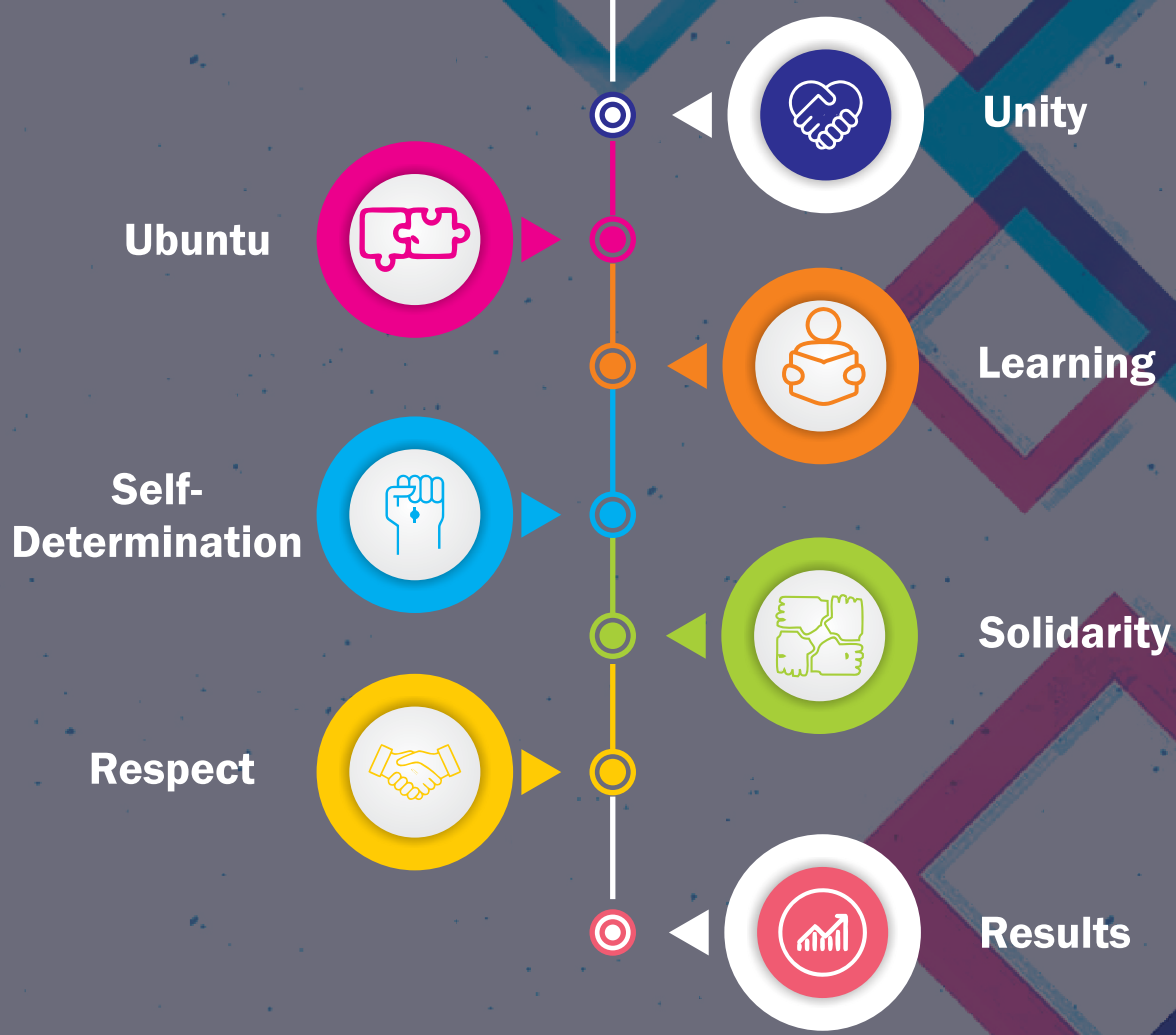 Unity
Ubuntu
Learning
Self-
Determination
Solidarity
Respect
Results